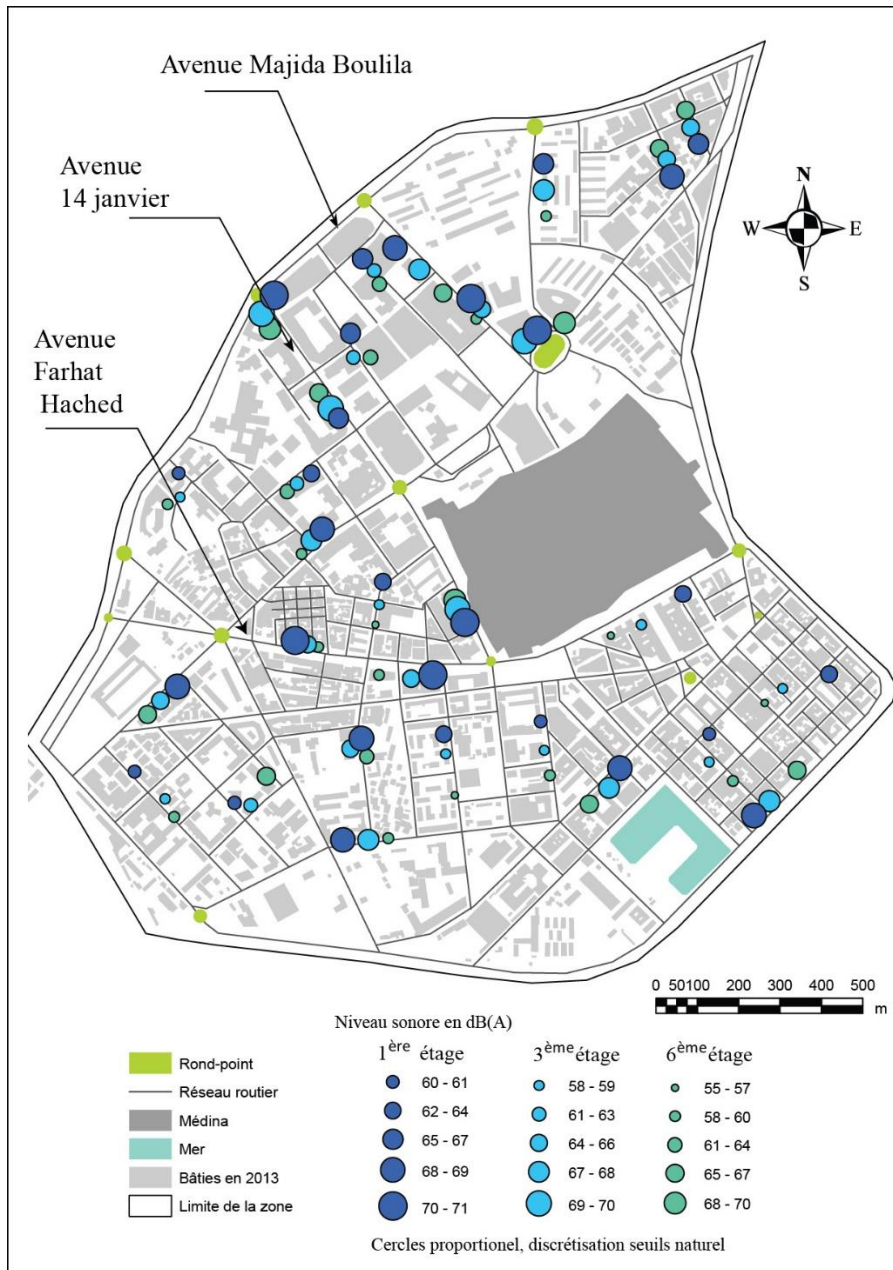 Avenue Majida Boulila
Avenue
14 janvier
N
W E
S
Avenue
Farhat
Hached
0 50100 200 300 400 500
m
Niveau sonore en dB(A)
Rond-point
Réseau routier
Médina
Mer
Bâties en 2013
Limite de la zone
1ère étage
60 - 61
62 - 64
65 - 67
68 - 69
70 - 71
3ème étage
58 - 59
61 - 63
64 - 66
67 - 68
69 - 70
6ème étage
55 - 57
58 - 60
61 - 64
65 - 67
68 - 70
Cercles proportionel, discrétisation seuils naturel